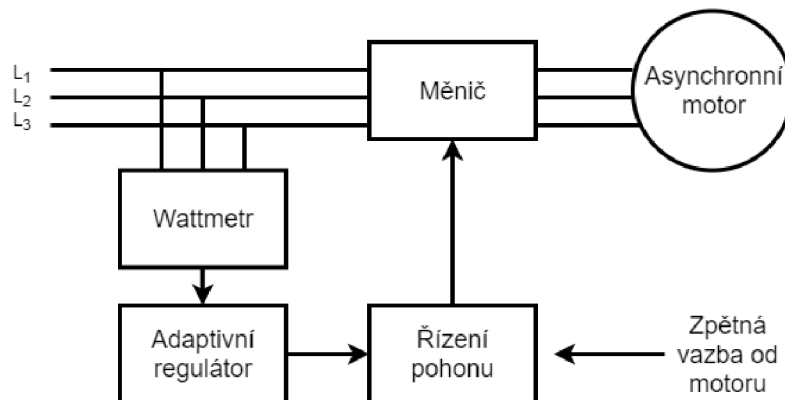 L1
L2
L3
Měnič
Asynchronní
motor
Wattmetr
Adaptivní
regulátor
Řízení
pohonu
Zpětná
vazba od
motoru